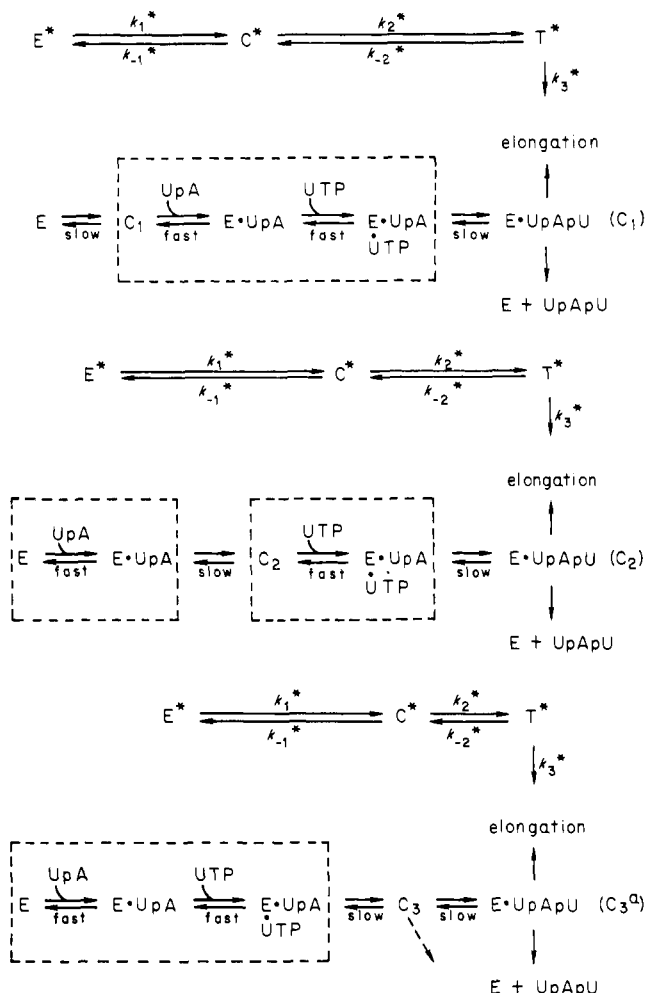 k₁* k₂*
E* ⇌ C* ⇌ T*
k₋₁* k₋₂*
↓ k₃*
elongation
UpA UTP
E ⇌ C₁ ⇌ E•UpA ⇌ E•UpA ⇌ E•UpApU (C₁)
slow fast fast •UTP slow
E + UpApU
k₁* k₂*
E* ⇌ C* ⇌ T*
k₋₁* k₋₂*
↓ k₃*
elongation
UpA UTP
E ⇌ E•UpA ⇌ C₂ ⇌ E•UpA ⇌ E•UpApU (C₂)
fast slow fast •UTP slow
E + UpApU
k₁* k₂*
E* ⇌ C* ⇌ T*
k₋₁* k₋₂*
↓ k₃*
elongation
UpA UTP
E ⇌ E•UpA ⇌ E•UpA ⇌ C₃ ⇌ E•UpApU (C₃ᵃ)
fast fast •UTP slow slow
E + UpApU